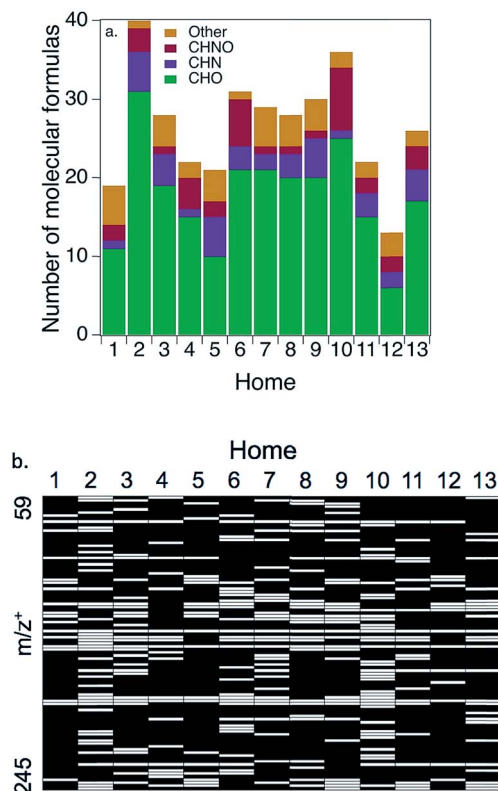 40
a.
Other
CHNO
CHN
CHO
30
20
10
0
Number of molecular formulas
1 2 3 4 5 6 7 8 9 10 11 12 13
Home
b.
Home
1 2 3 4 5 6 7 8 9 10 11 12 13
59
m/z+
245